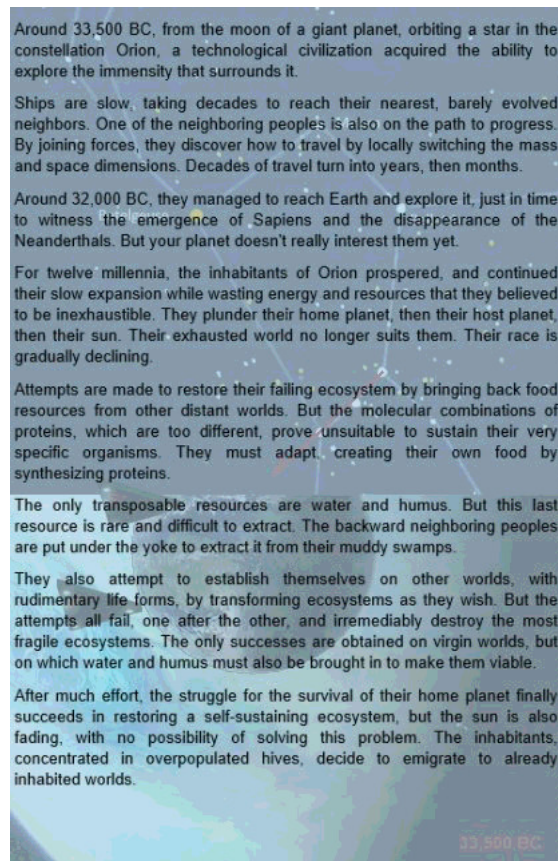 Around 33,500 BC, from the moon of a giant planet, orbiting a star in the
constellation Orion, a technological civilization acquired the ability to
explore the immensity that surrounds it.
Ships are slow, taking decades to reach their nearest, barely evolved
neighbors. One of the neighboring peoples is also on the path to progress.
By joining forces, they discover how to travel by locally switching the mass
and space dimensions. Decades of travel turn into years, then months.
Around 32,000 BC, they managed to reach Earth and explore it, just in time
to witness the emergence of Sapiens and the disappearance of the
Neanderthals. But your planet doesn't really interest them yet.
For twelve millennia, the inhabitants of Orion prospered, and continued
their slow expansion while wasting energy and resources that they believed
to be inexhaustible. They plunder their home planet, then their host planet,
then their sun. Their exhausted world no longer suits them. Their race is
gradually declining.
Attempts are made to restore their failing ecosystem by bringing back food
resources from other distant worlds. But the molecular combinations of
proteins, which are too different, prove unsuitable to sustain their very
specific organisms. They must adapt, creating their own food by
synthesizing proteins.
The only transposable resources are water and humus. But this last
resource is rare and difficult to extract. The backward neighboring peoples
are put under the yoke to extract it from their muddy swamps.
They also attempt to establish themselves on other worlds, with
rudimentary life forms, by transforming ecosystems as they wish. But the
attempts all fail, one after the other, and irremediably destroy the most
fragile ecosystems. The only successes are obtained on virgin worlds, but
on which water and humus must also be brought in to make them viable.
After much effort, the struggle for the survival of their home planet finally
succeeds in restoring a self-sustaining ecosystem, but the sun is also
fading, with no possibility of solving this problem. The inhabitants,
concentrated in overpopulated hives, decide to emigrate to already
inhabited worlds.
33,500 BC